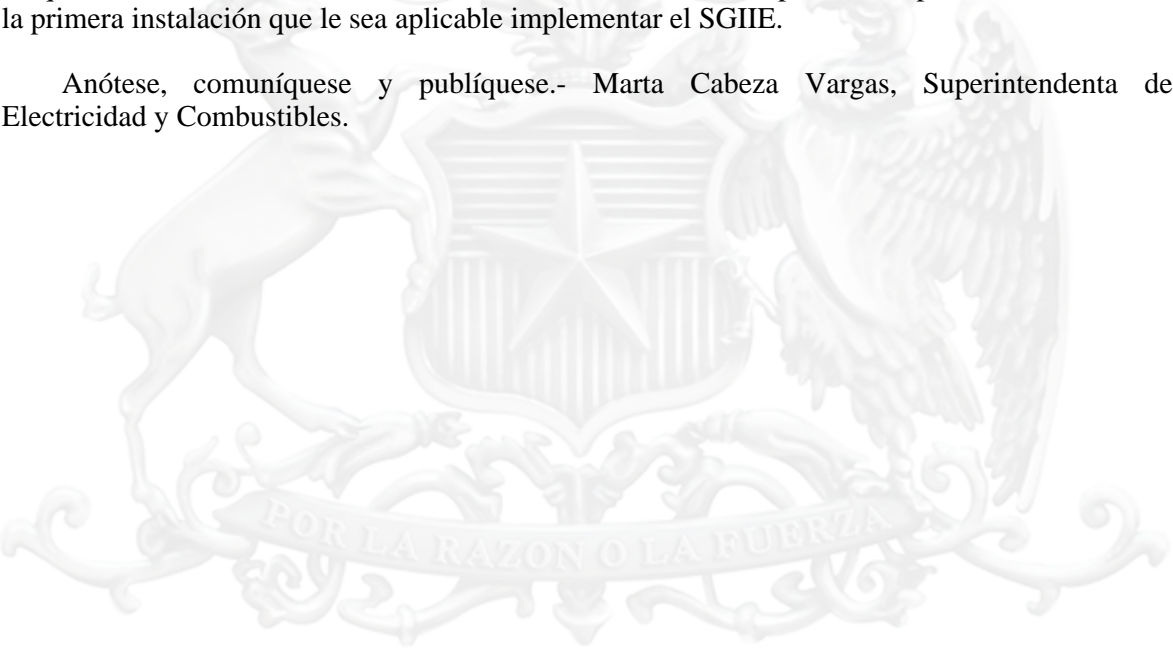 la primera instalación que le sea aplicable implementar el SGIIE.
Anótese, comuníquese y publíquese.- Marta Cabeza Vargas, Superintendenta de
Electricidad y Combustibles.
POR LA RAZON O LA FUERZA